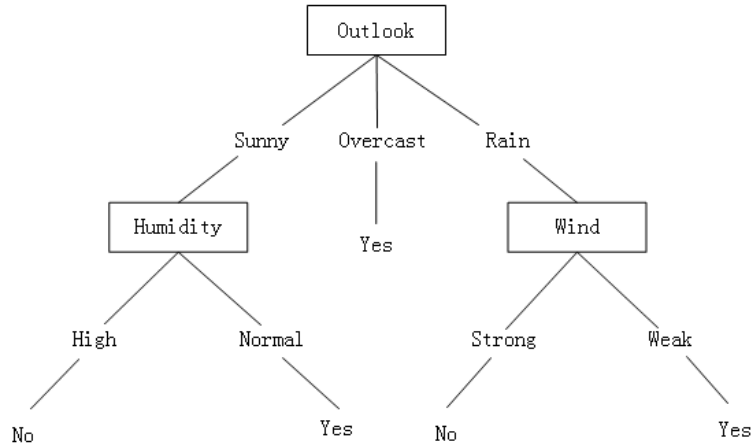 Outlook
Sunny Overcast Rain
Humidity Yes Wind
High Normal Strong Weak
No Yes No Yes